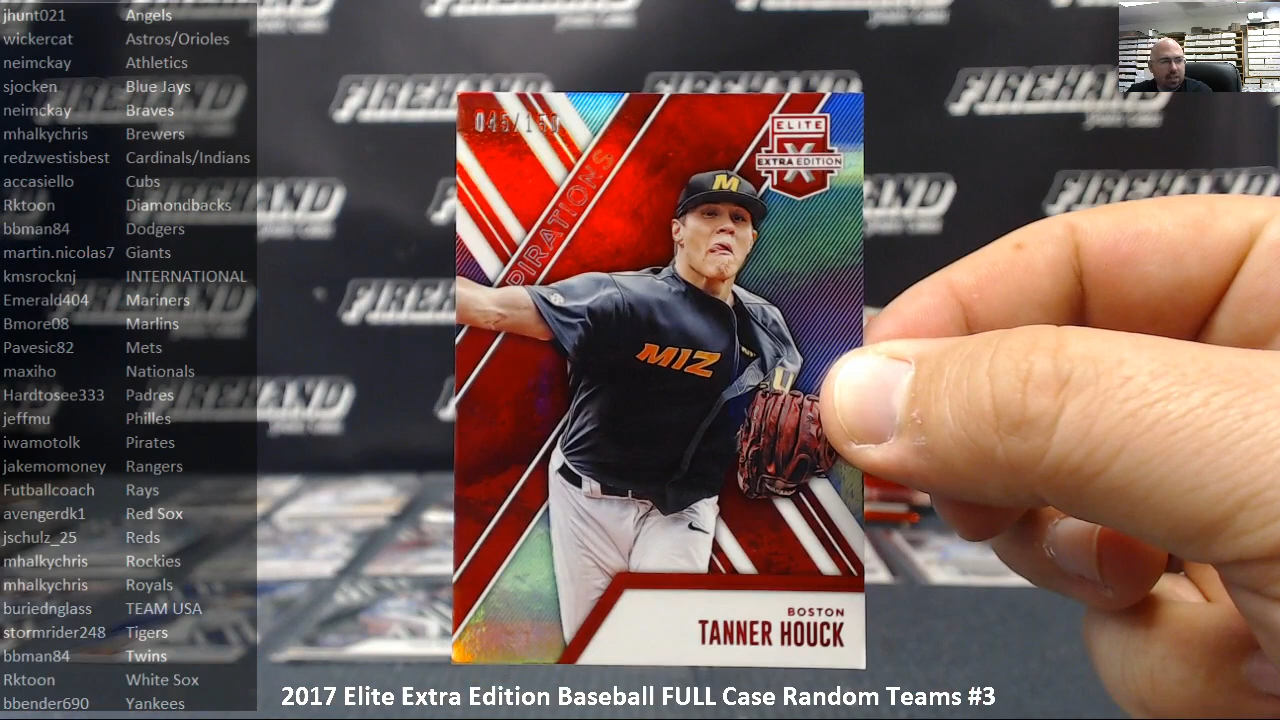 jhunt021 Angels
wickercat Astros/Orioles
neimckay Athletics
sjocken Blue Jays
neimckay Braves
mhalkychris Brewers
redzwestisbest Cardinals/Indians
accasiello Cubs
Rktoon Diamondbacks
bbman84 Dodgers
martin.nicolas7 Giants
kmsrocknj INTERNATIONAL
Emerald404 Mariners
Bmore08 Marlins
Pavesic82 Mets
maxiho Nationals
Hardtosee333 Padres
jeffmu Philles
iwamotolk Pirates
jakemomoney Rangers
Futballcoach Rays
avengerdk1 Red Sox
jschulz_25 Reds
mhalkychris Rockies
mhalkychris Royals
buriednglass TEAM USA
stormrider248 Tigers
bbman84 Twins
Rktoon White Sox
bbender690 Yankees
FIREHAND
045/150
PIRATIONS
ELITE
X
EXTRA EDITION
M
MIZ
U
BOSTON
TANNER HOUCK
2017 Elite Extra Edition Baseball FULL Case Random Teams #3